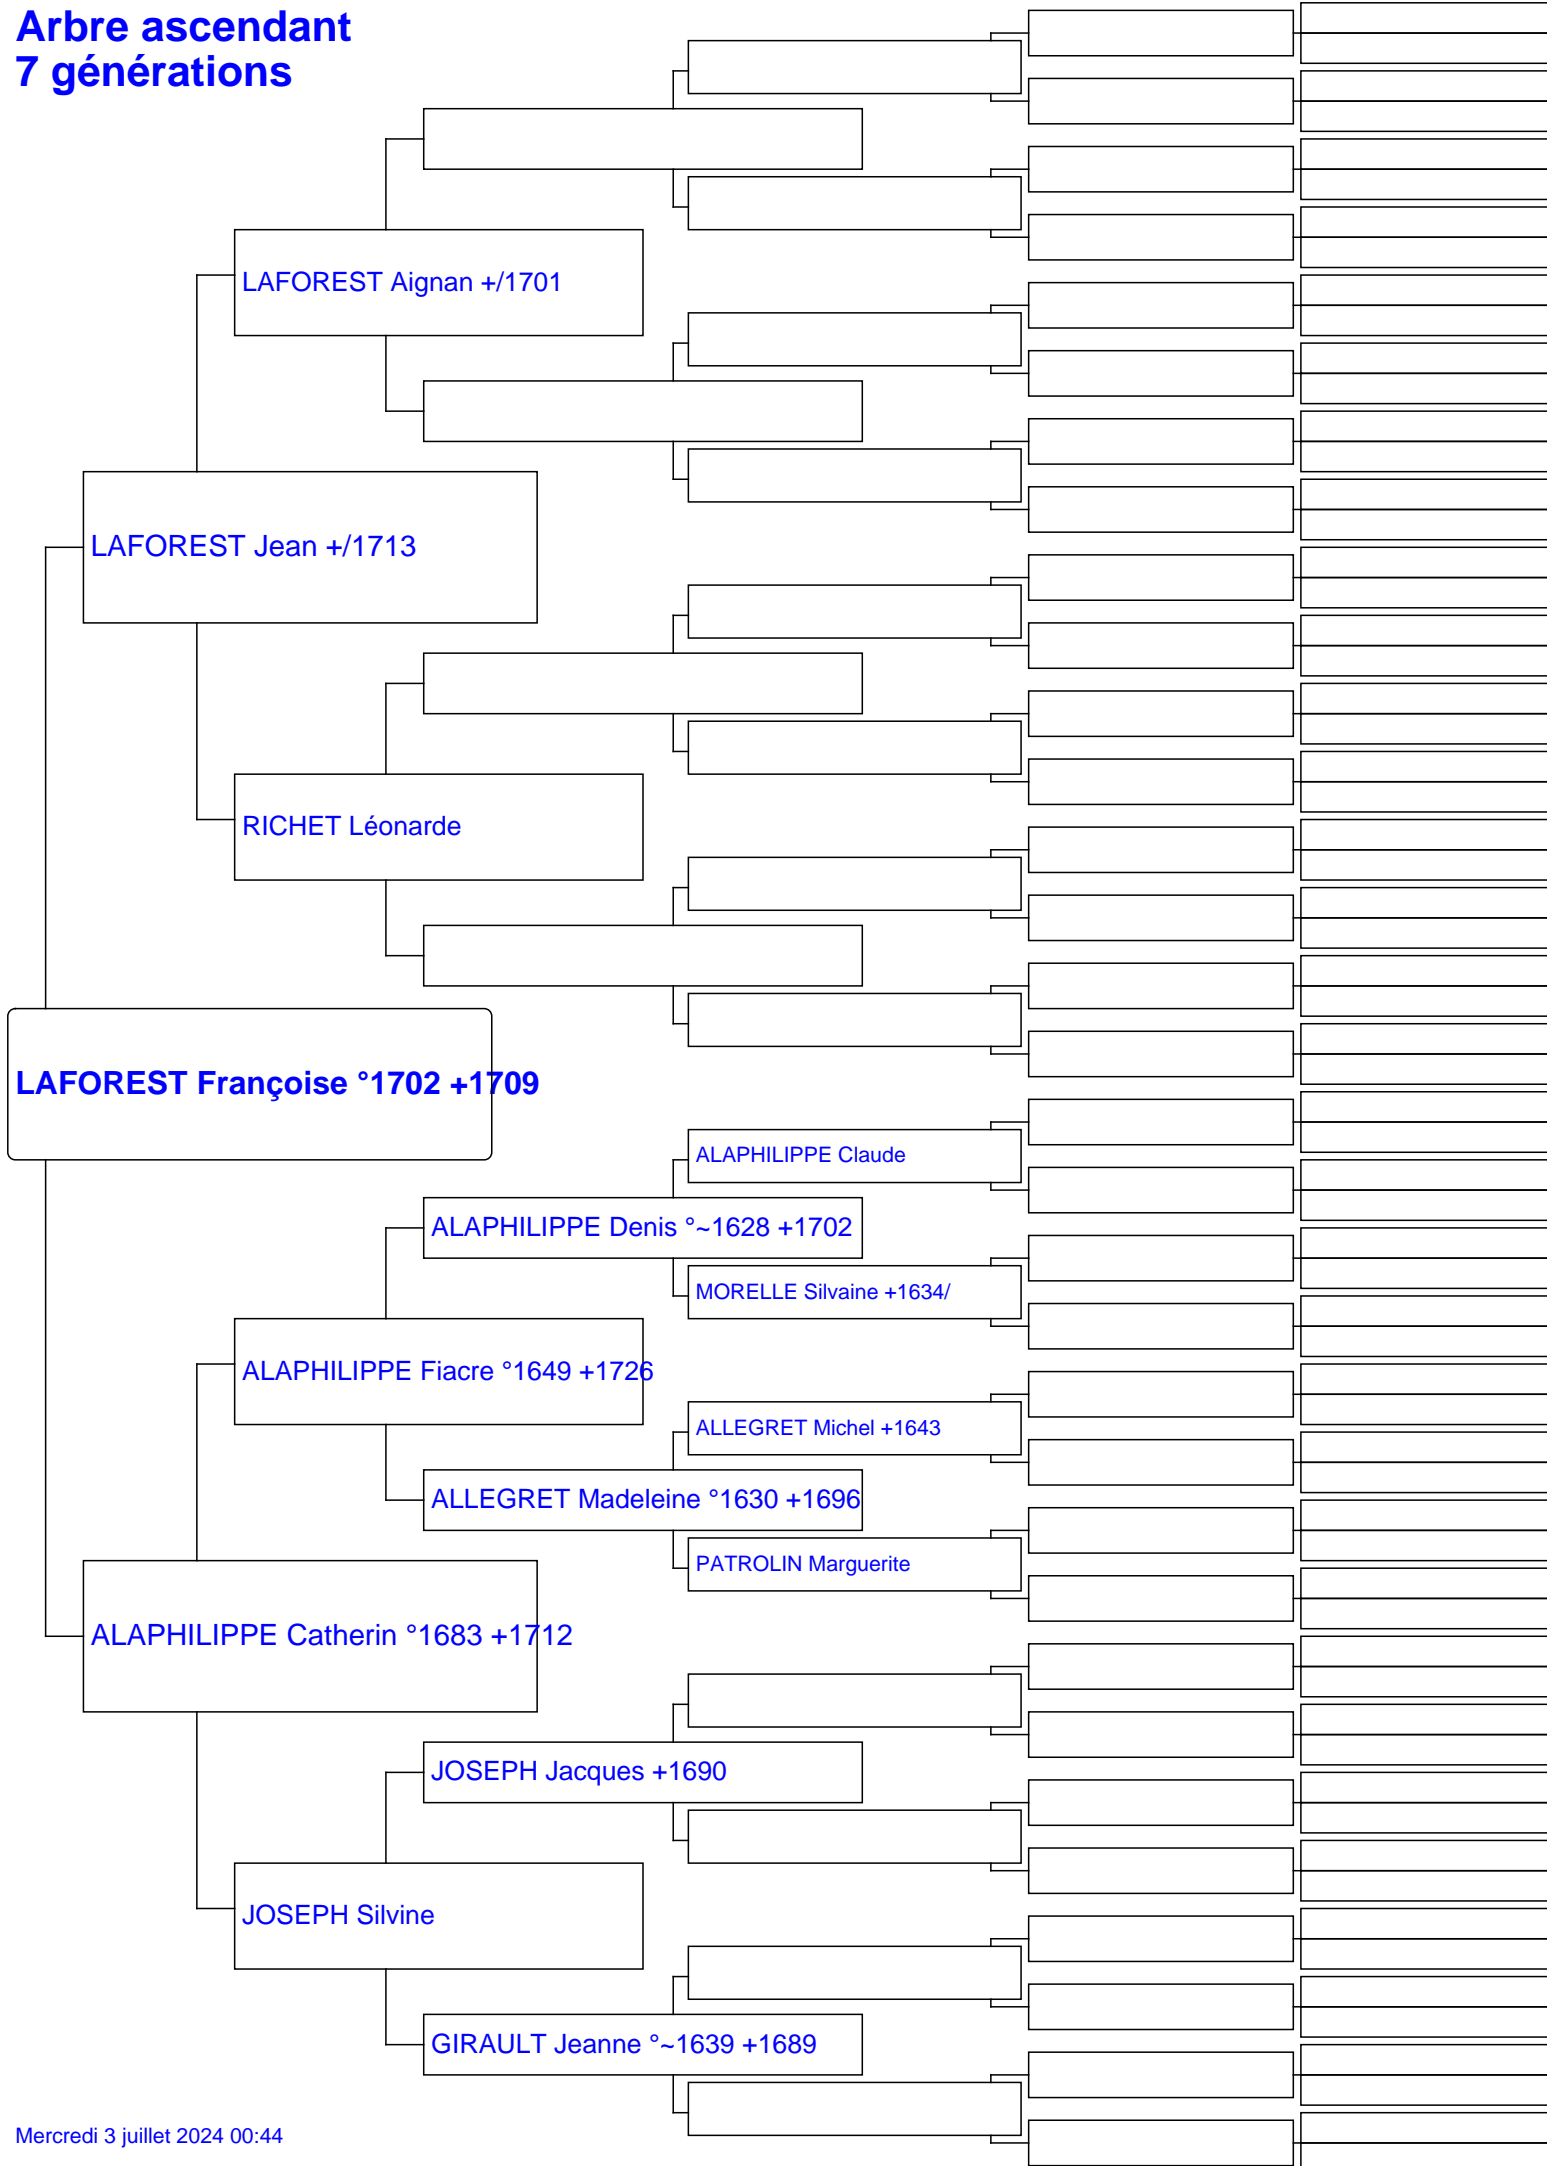 Arbre ascendant
7 générations
LAFOREST Aignan +/1701
LAFOREST Jean +/1713
RICHET Léonarde
LAFOREST Françoise °1702 +1709
ALAPHILIPPE Claude
ALAPHILIPPE Denis °~1628 +1702
MORELLE Silvaine +1634/
ALAPHILIPPE Fiacre °1649 +1726
ALLEGRET Michel +1643
ALLEGRET Madeleine °1630 +1696
PATROLIN Marguerite
ALAPHILIPPE Catherin °1683 +1712
JOSEPH Jacques +1690
JOSEPH Silvine
GIRAULT Jeanne °~1639 +1689
Mercredi 3 juillet 2024 00:44